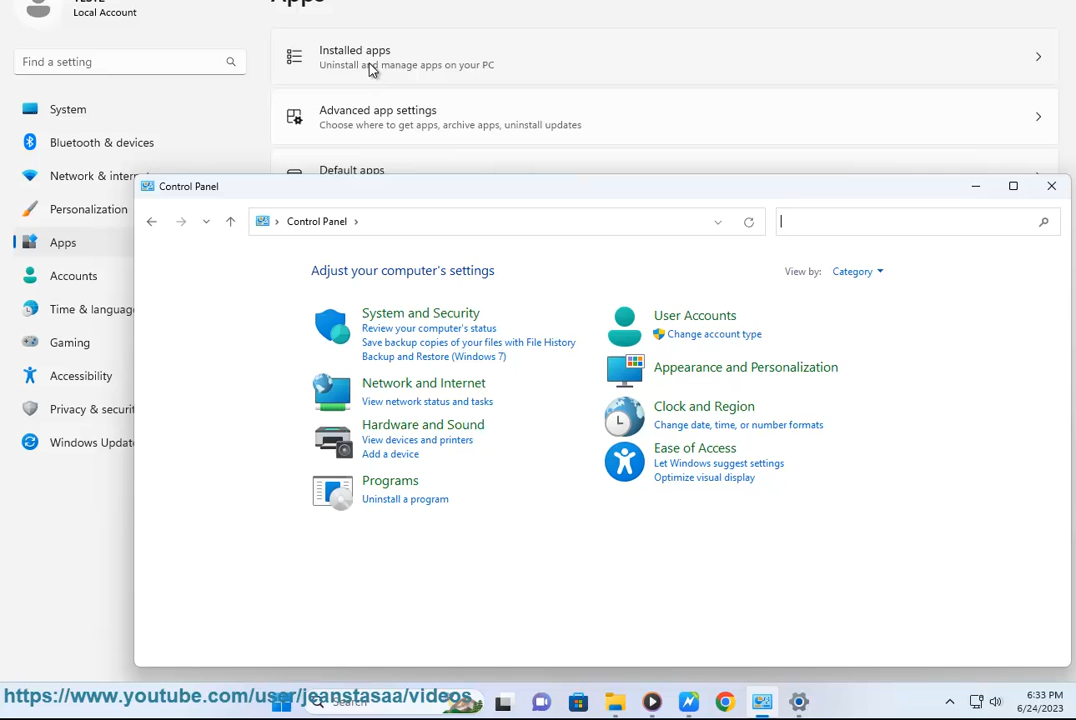 Local Account
Apps
Find a setting
System
Bluetooth & devices
Network & intern
Personalization
Apps
Accounts
Time & language
Gaming
Accessibility
Privacy & securit
Windows Update
Installed apps
Uninstall and manage apps on your PC
Advanced app settings
Choose where to get apps, archive apps, uninstall updates
Default apps
Control Panel
Control Panel
Adjust your computer's settings
View by: Category
System and Security
Review your computer's status
Save backup copies of your files with File History
Backup and Restore (Windows 7)
Network and Internet
View network status and tasks
Hardware and Sound
View devices and printers
Add a device
Programs
Uninstall a program
User Accounts
Change account type
Appearance and Personalization
Clock and Region
Change date, time, or number formats
Ease of Access
Let Windows suggest settings
Optimize visual display
https://www.youtube.com/user/jeanstasaa/videos
Search
6:33 PM
6/24/2023